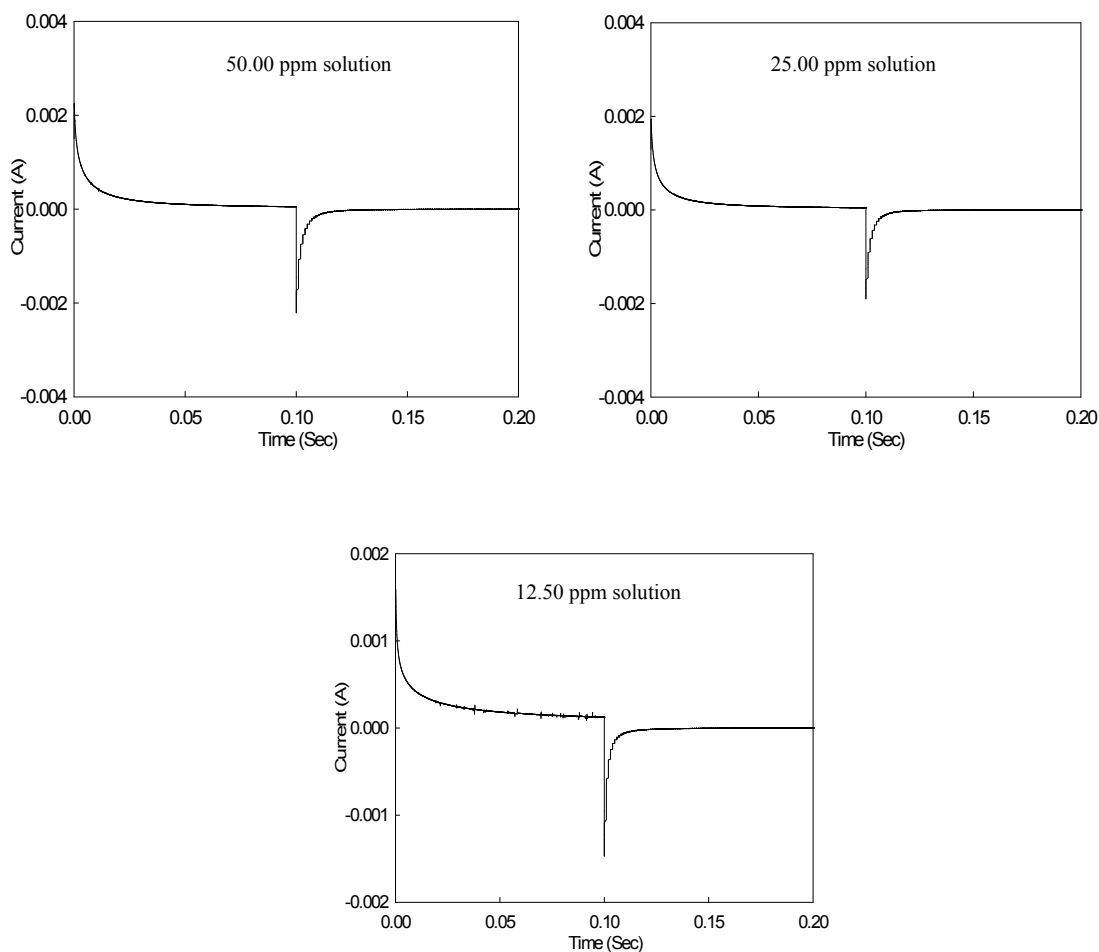 50.00 ppm solution
Current (A)
0.004
0.002
0.000
-0.002
-0.004
0.00 0.05 0.10 0.15 0.20
Time (Sec)
25.00 ppm solution
Current (A)
0.004
0.002
0.000
-0.002
-0.004
0.00 0.05 0.10 0.15 0.20
Time (Sec)
12.50 ppm solution
Current (A)
0.002
0.001
0.000
-0.001
-0.002
0.00 0.05 0.10 0.15 0.20
Time (Sec)